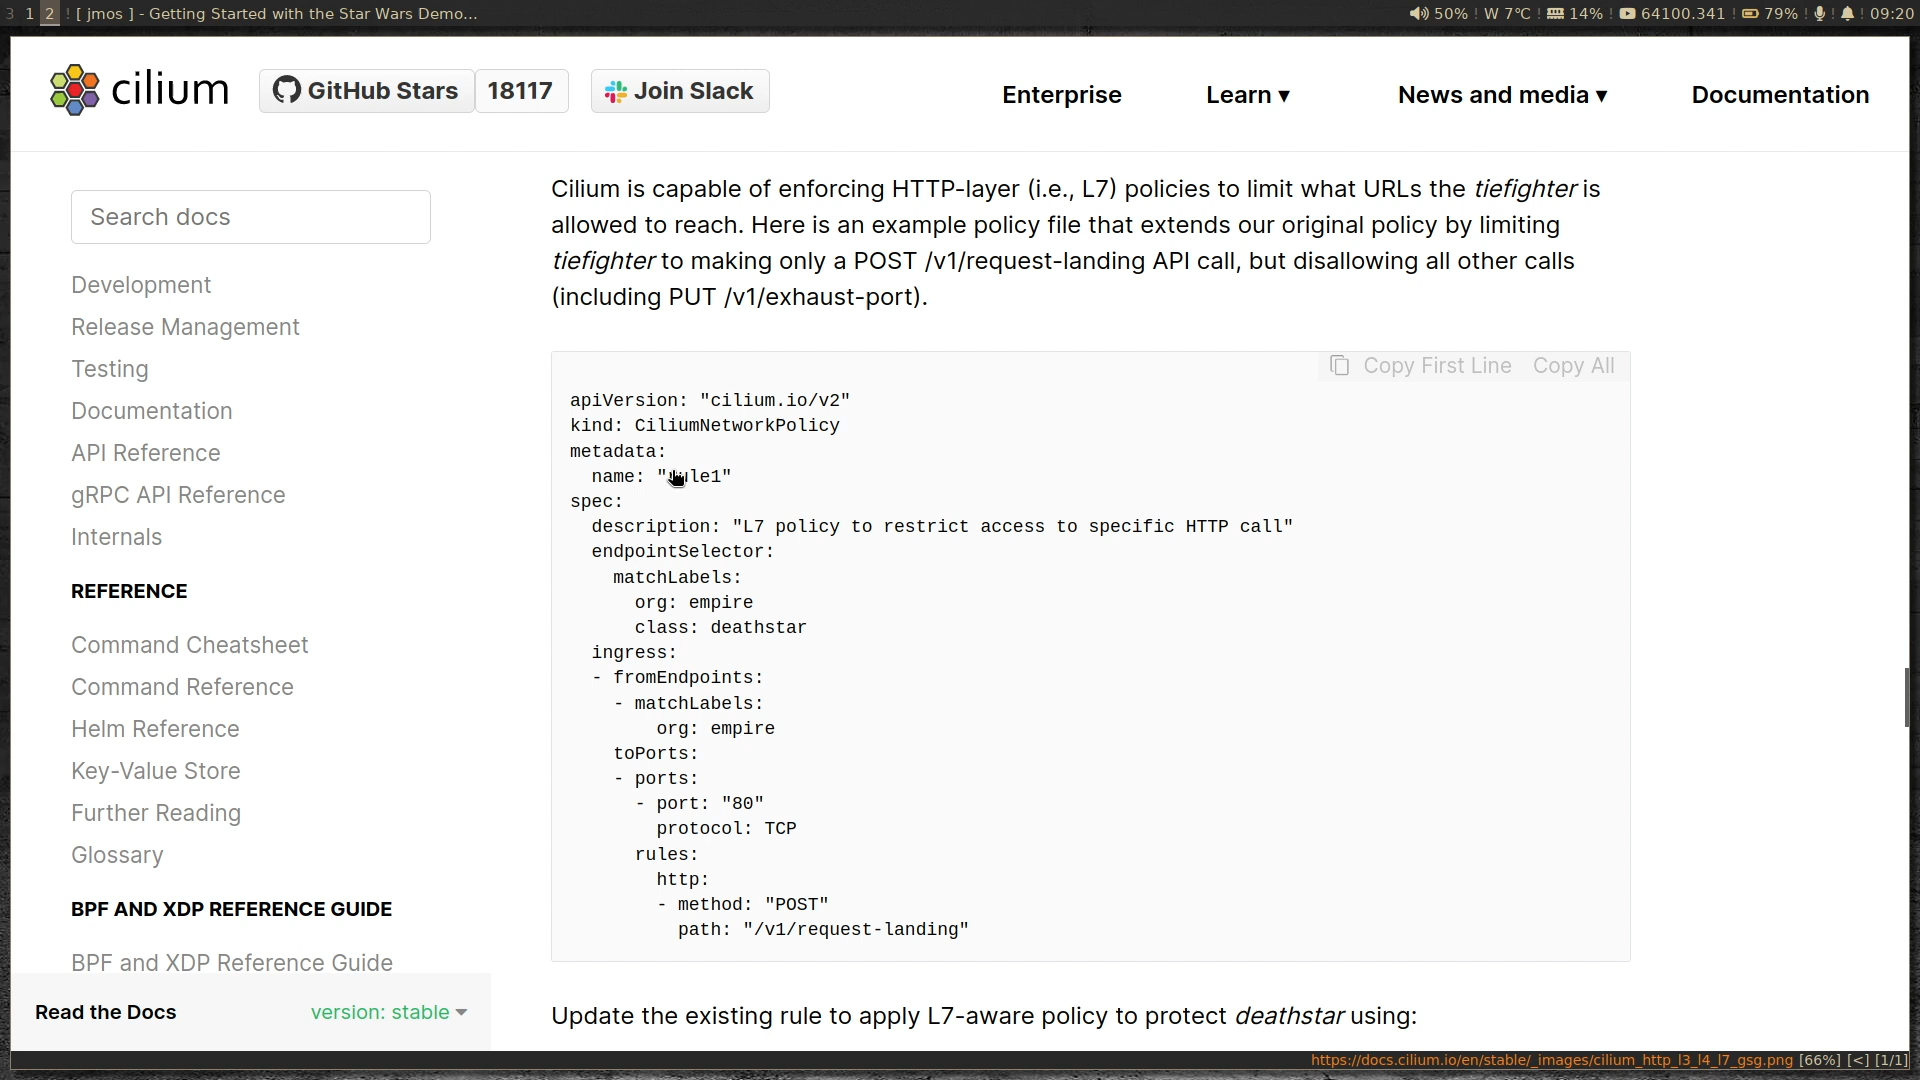 3 1 2 [ jmos ] - Getting Started with the Star Wars Demo...
50% W 7℃ 14% 64100.341 79% 09:20
cilium
GitHub Stars 18117 Join Slack
Enterprise Learn ▾ News and media ▾ Documentation
Search docs
Development
Release Management
Testing
Documentation
API Reference
gRPC API Reference
Internals
REFERENCE
Command Cheatsheet
Command Reference
Helm Reference
Key-Value Store
Further Reading
Glossary
BPF AND XDP REFERENCE GUIDE
BPF and XDP Reference Guide
Read the Docs version: stable
Cilium is capable of enforcing HTTP-layer (i.e., L7) policies to limit what URLs the tiefighter is
allowed to reach. Here is an example policy file that extends our original policy by limiting
tiefighter to making only a POST /v1/request-landing API call, but disallowing all other calls
(including PUT /v1/exhaust-port).
Copy First Line Copy All
apiVersion: "cilium.io/v2"
kind: CiliumNetworkPolicy
metadata:
  name: "rule1"
spec:
  description: "L7 policy to restrict access to specific HTTP call"
  endpointSelector:
    matchLabels:
      org: empire
      class: deathstar
  ingress:
  - fromEndpoints:
    - matchLabels:
        org: empire
    toPorts:
    - ports:
      - port: "80"
        protocol: TCP
      rules:
        http:
        - method: "POST"
          path: "/v1/request-landing"
Update the existing rule to apply L7-aware policy to protect deathstar using:
https://docs.cilium.io/en/stable/_images/cilium_http_l3_l4_l7_gsg.png [66%] [<] [1/1]